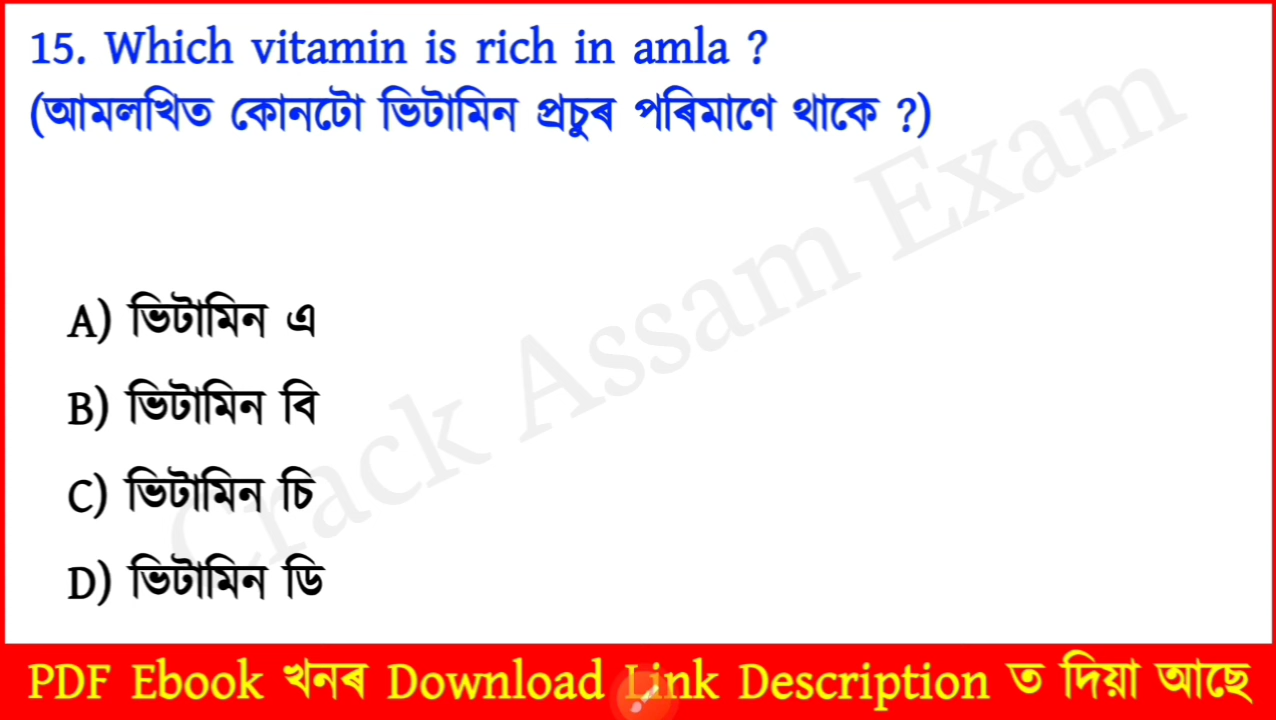 15. Which vitamin is rich in amla ?
(আমলখিত কোনটো ভিটামিন প্ৰচুৰ পৰিমাণে থাকে ?)
A) ভিটামিন এ
B) ভিটামিন বি
C) ভিটামিন চি
D) ভিটামিন ডি
Crack Assam Exam
PDF Ebook খনৰ Download Link Description ত দিয়া আছে